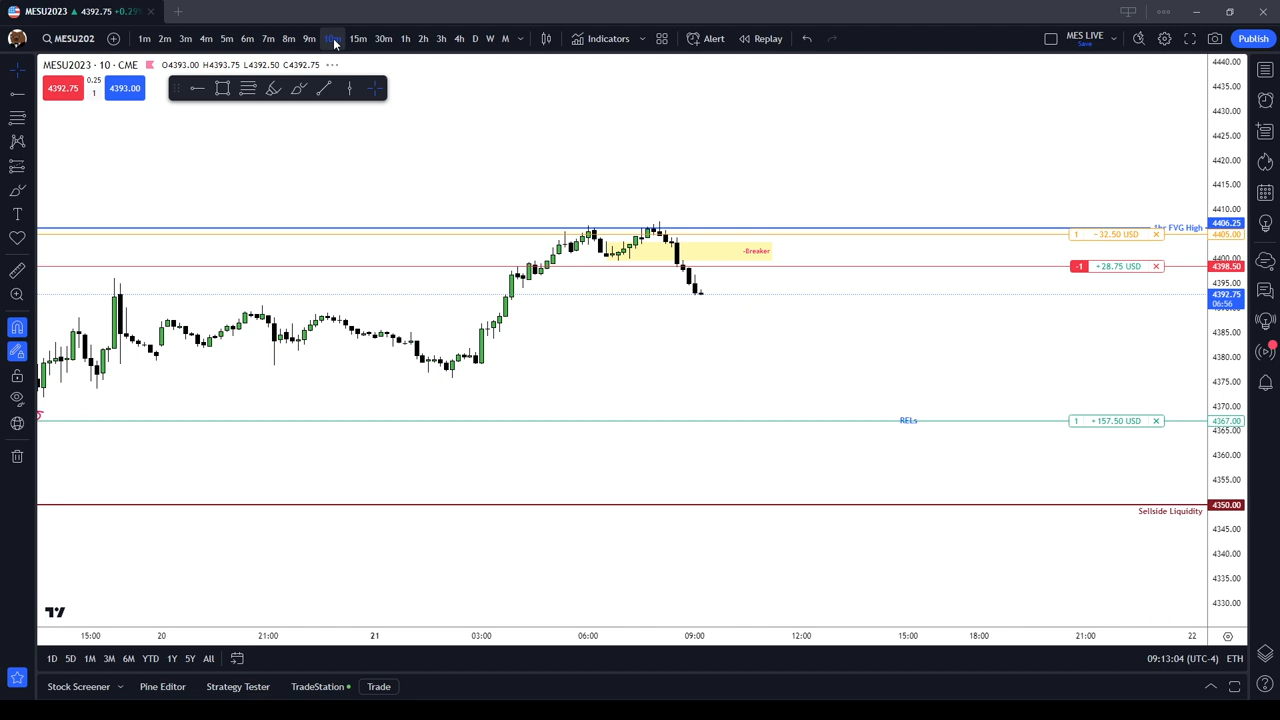 MESU2023 ▲ 4392.75 +0.29%
MESU202 1m 2m 3m 4m 5m 6m 7m 8m 9m 10m 15m 30m 1h 2h 3h 4h D W M Indicators Alert Replay MES LIVE Save Publish
MESU2023 · 10 · CME O4393.00 H4393.75 L4392.50 C4392.75 ···
4392.75 0.25 1 4393.00
4440.00
4435.00
4430.00
4425.00
4420.00
4415.00
4410.00
1hr FVG High 4406.25
1 −32.50 USD × 4405.00
-Breaker
4400.00
-1 +28.75 USD × 4398.50
4395.00
4392.75
06:56
4390.00
4385.00
4380.00
4375.00
4370.00
RELs 1 +157.50 USD × 4367.00
4365.00
4360.00
4355.00
4350.00
Sellside Liquidity
4345.00
4340.00
4335.00
4330.00
15:00 20 21:00 21 03:00 06:00 09:00 12:00 15:00 18:00 21:00 22
1D 5D 1M 3M 6M YTD 1Y 5Y All 09:13:04 (UTC-4) ETH
Stock Screener Pine Editor Strategy Tester TradeStation Trade